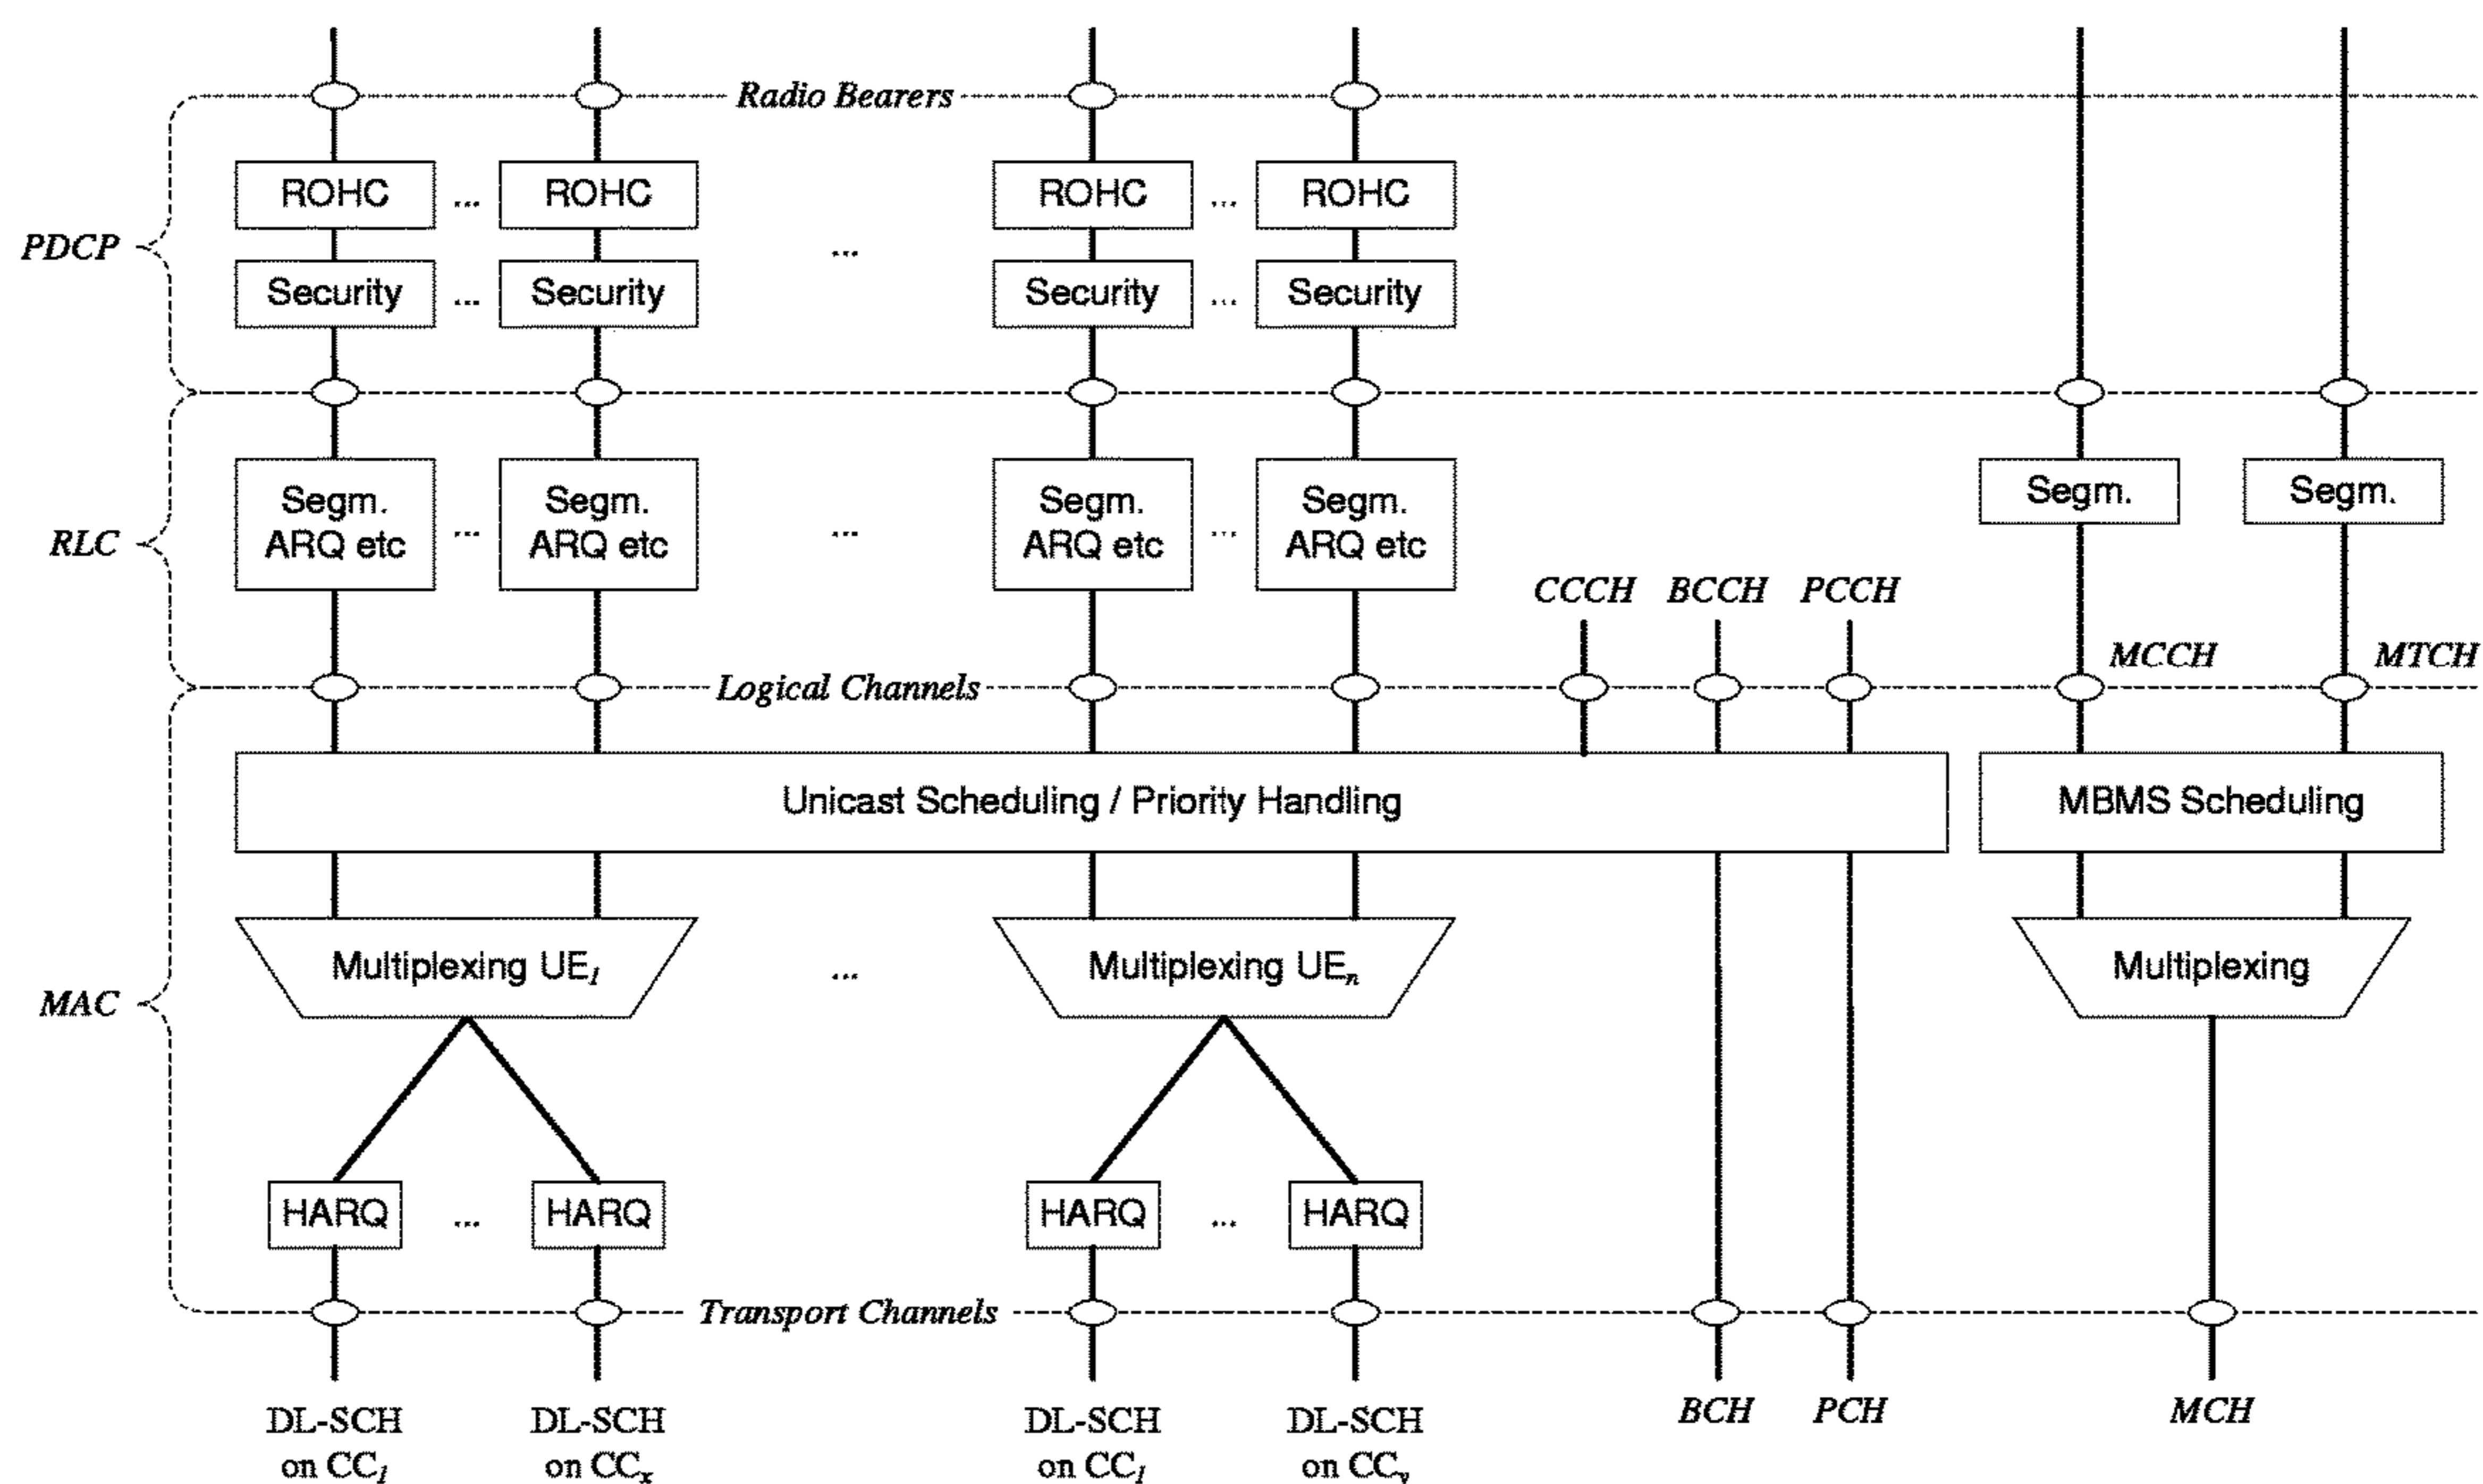 Radio Bearers
ROHC ... ROHC ROHC ... ROHC
PDCP ...
Security ... Security Security ... Security
Segm. Segm. Segm. Segm. Segm. Segm.
RLC ... ... ...
ARQ etc ARQ etc ARQ etc ARQ etc
CCCH BCCH PCCH
MCCH MTCH
Logical Channels
Unicast Scheduling / Priority Handling MBMS Scheduling
Multiplexing UE1 ... Multiplexing UEn Multiplexing
MAC
HARQ ... HARQ HARQ ... HARQ
Transport Channels
DL-SCH DL-SCH DL-SCH DL-SCH BCH PCH MCH
on CC1 on CCx on CC1 on CCy